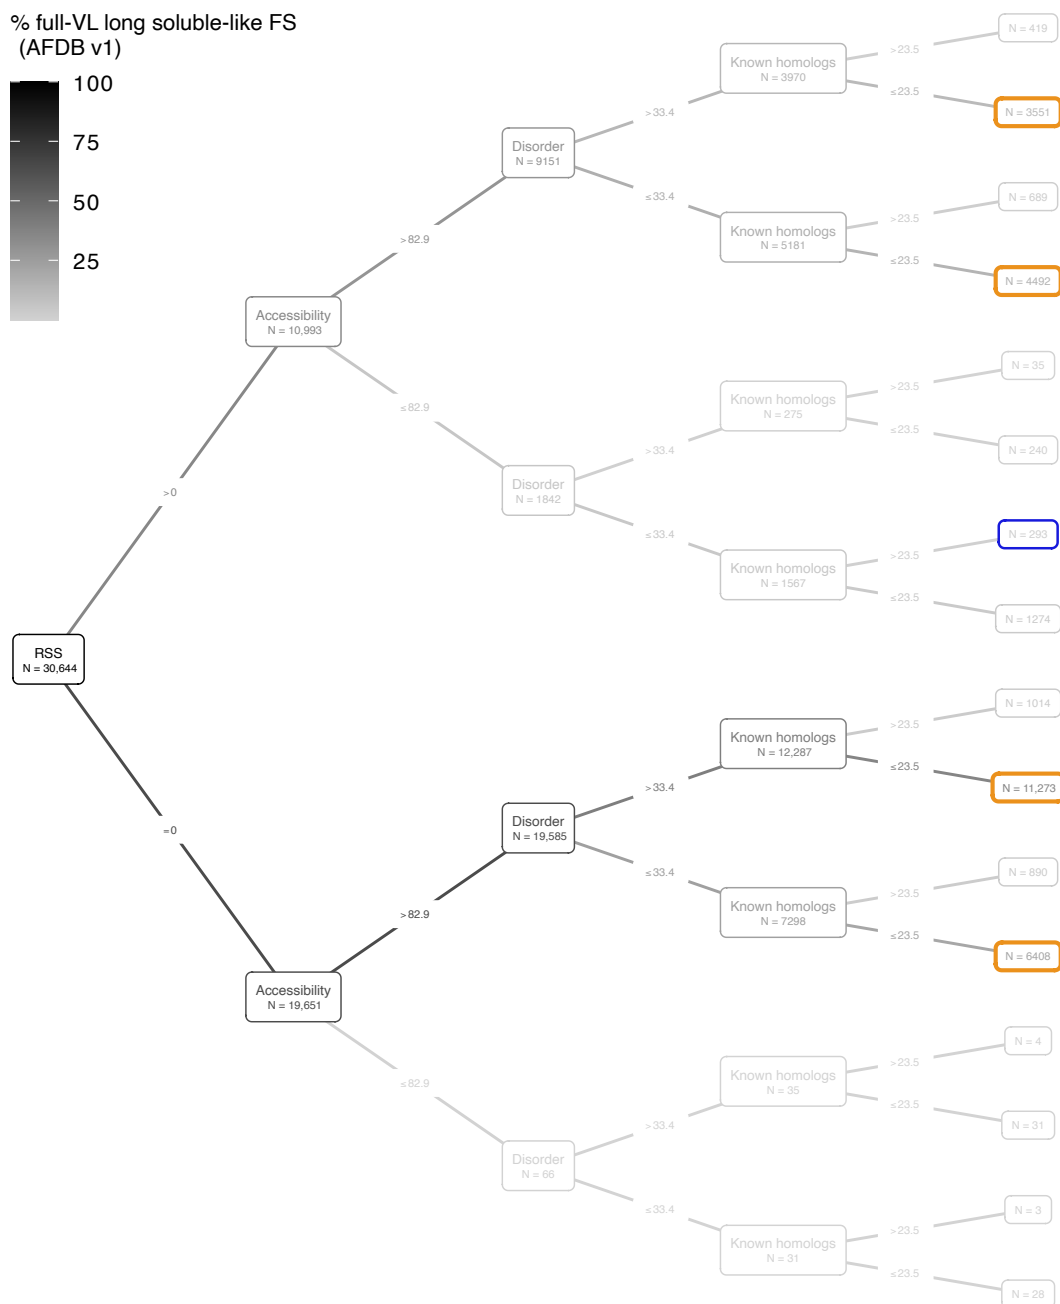 % full-VL long soluble-like FS
(AFDB v1)
100
75
50
25
RSS
N = 30,644
>0
=0
Accessibility
N = 10,993
>82.9
≤82.9
Accessibility
N = 19,651
>82.9
≤82.9
Disorder
N = 9151
>33.4
≤33.4
Disorder
N = 1842
>33.4
≤33.4
Disorder
N = 19,585
>33.4
≤33.4
Disorder
N = 66
>33.4
≤33.4
Known homologs
N = 3970
>23.5
≤23.5
Known homologs
N = 5181
>23.5
≤23.5
Known homologs
N = 275
>23.5
≤23.5
Known homologs
N = 1567
>23.5
≤23.5
Known homologs
N = 12,287
>23.5
≤23.5
Known homologs
N = 7298
>23.5
≤23.5
Known homologs
N = 35
>23.5
≤23.5
Known homologs
N = 31
>23.5
≤23.5
N = 419
N = 3551
N = 689
N = 4492
N = 35
N = 240
N = 293
N = 1274
N = 1014
N = 11,273
N = 890
N = 6408
N = 4
N = 31
N = 3
N = 28